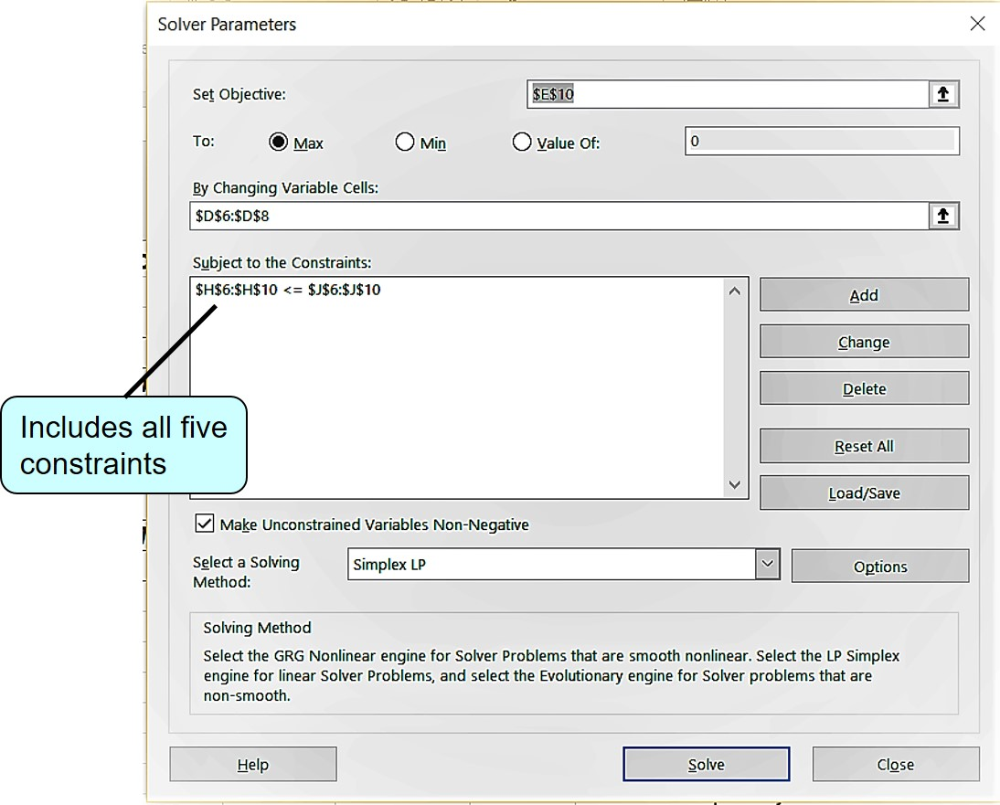 Solver Parameters
Set Objective:
$E$10
To:
Max
Min
Value Of:
0
By Changing Variable Cells:
$D$6:$D$8
Subject to the Constraints:
$H$6:$H$10 <= $J$6:$J$10
Add
Change
Delete
Reset All
Load/Save
Includes all five
constraints
Make Unconstrained Variables Non-Negative
Select a Solving
Method:
Simplex LP
Options
Solving Method
Select the GRG Nonlinear engine for Solver Problems that are smooth nonlinear. Select the LP Simplex
engine for linear Solver Problems, and select the Evolutionary engine for Solver problems that are
non-smooth.
Help
Solve
Close